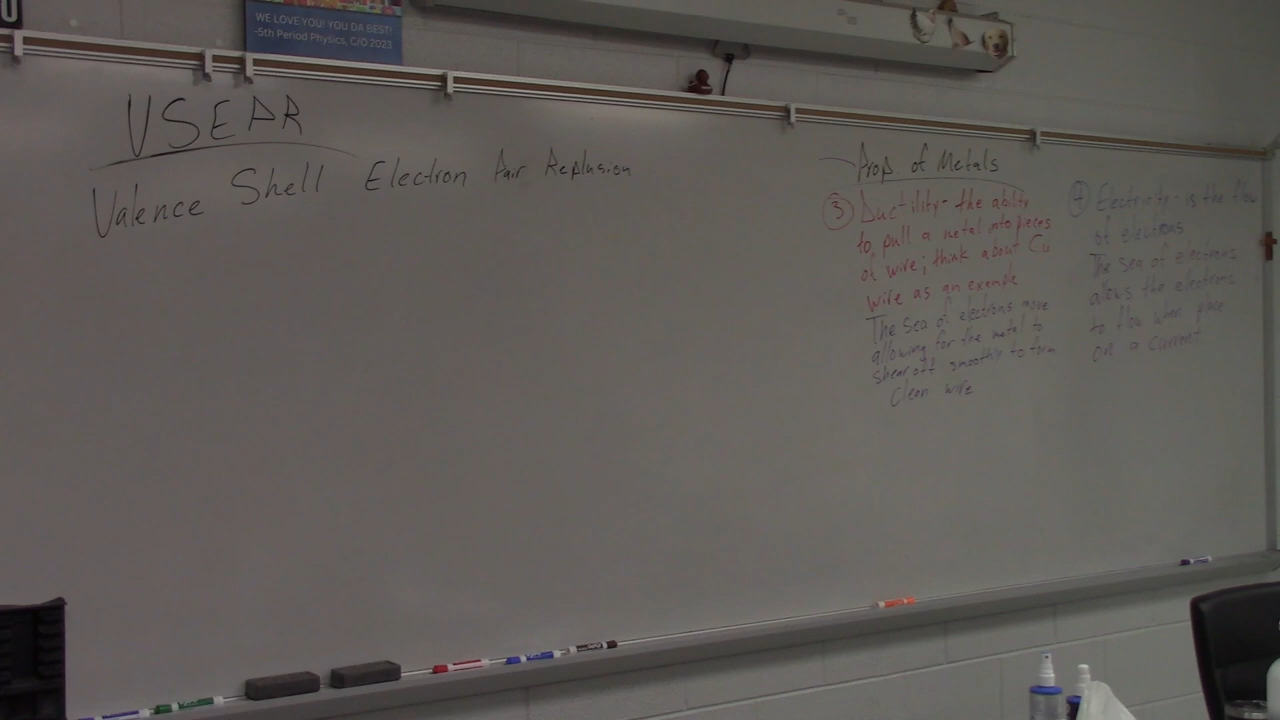 WE LOVE YOU! YOU DA BEST!
-5th Period Physics, C/O 2023
VSEPR
Valence Shell Electron Pair Replusion
Prop. of Metals
③ Ductility- the ability
to pull a metal into pieces
of wire; think about Cu
wire as an example
The sea of electrons move
allowing for the metal to
shear off smoothly to form
clean wire
④ Electricity- is the flow
of electrons
The sea of electrons
allows the electrons
to flow when place
on a current